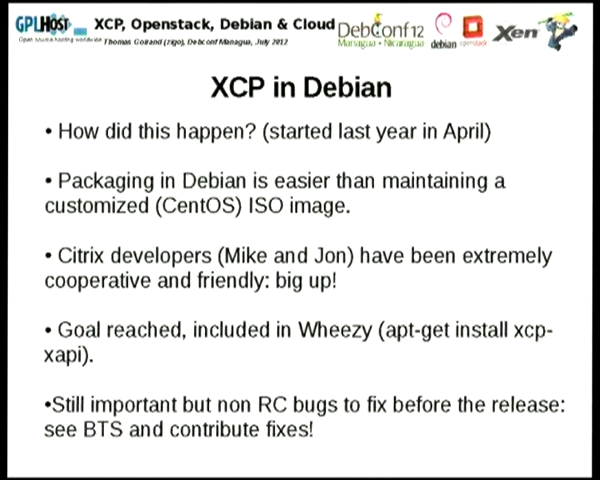 GPLHOST
XCP, Openstack, Debian & Cloud
Open source hosting worldwide
Thomas Goirand (zigo), Debconf Managua, July 2012
DebConf12
Managua • Nicaragua
debian
openstack
Xen
XCP in Debian
• How did this happen? (started last year in April)
• Packaging in Debian is easier than maintaining a
customized (CentOS) ISO image.
• Citrix developers (Mike and Jon) have been extremely
cooperative and friendly: big up!
• Goal reached, included in Wheezy (apt-get install xcp-
xapi).
•Still important but non RC bugs to fix before the release:
see BTS and contribute fixes!